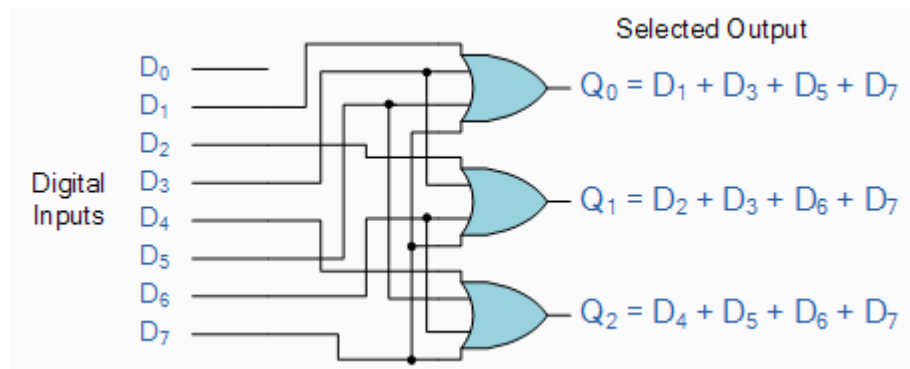 Selected Output
D₀
D₁
D₂
D₃
D₄
D₅
D₆
D₇
Digital
Inputs
Q₀ = D₁ + D₃ + D₅ + D₇
Q₁ = D₂ + D₃ + D₆ + D₇
Q₂ = D₄ + D₅ + D₆ + D₇